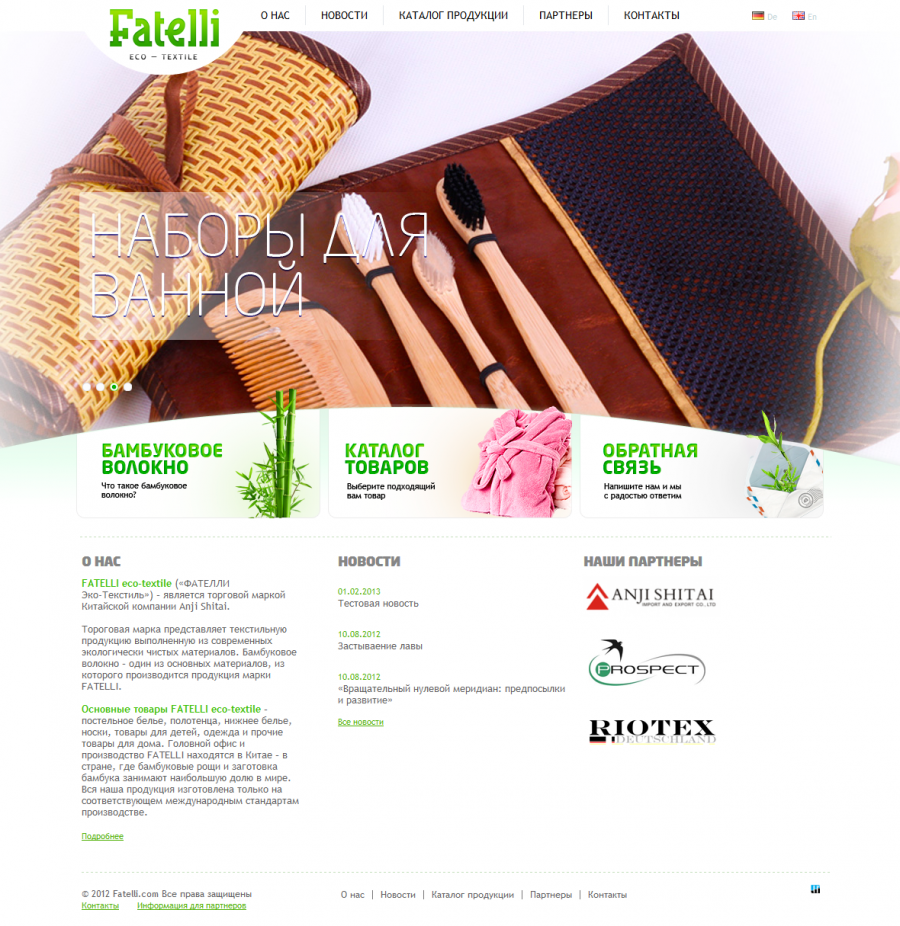 Fatelli
ECO – TEXTILE
О НАС
НОВОСТИ
КАТАЛОГ ПРОДУКЦИИ
ПАРТНЕРЫ
КОНТАКТЫ
De
En
НАБОРЫ ДЛЯ
ВАННОЙ
БАМБУКОВОЕ
ВОЛОКНО
Что такое бамбуковое
волокно?
КАТАЛОГ
ТОВАРОВ
Выберите подходящий
вам товар
ОБРАТНАЯ
СВЯЗЬ
Напишите нам и мы
с радостью ответим
О НАС
FATELLI eco-textile («ФАТЕЛЛИ
Эко-Текстиль») – является торговой маркой
Китайской компании Anji Shitai.
Тороговая марка представляет текстильную
продукцию выполненную из современных
экологически чистых материалов. Бамбуковое
волокно - один из основных материалов, из
которого производится продукция марки
FATELLI.
Основные товары FATELLI eco-textile -
постельное белье, полотенца, нижнее белье,
носки, товары для детей, одежда и прочие
товары для дома. Головной офис и
производство FATELLI находятся в Китае - в
стране, где бамбуковые рощи и заготовка
бамбука занимают наибольшую долю в мире.
Вся наша продукция изготовлена только на
соответствующем международным стандартам
производстве.
Подробнее
НОВОСТИ
01.02.2013
Тестовая новость
10.08.2012
Застываение лавы
10.08.2012
«Вращательный нулевой меридиан: предпосылки
и развитие»
Все новости
НАШИ ПАРТНЕРЫ
ANJI SHITAI
IMPORT AND EXPORT CO.,LTD
PROSPECT
RIOTEX
DEUTSCHLAND
© 2012 Fatelli.com Все права защищены
Контакты
Информация для партнеров
О нас | Новости | Каталог продукции | Партнеры | Контакты